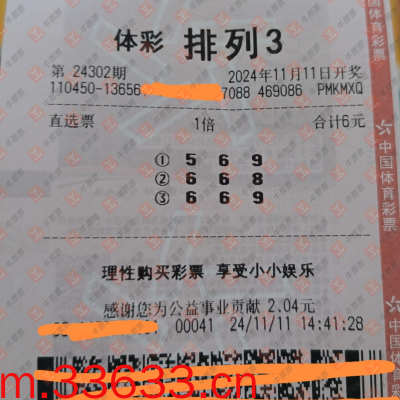 体彩 排列3
第 24302期 2024年11月11日开奖
110450-13656 7088 469086 PMKMXQ
直选票 1倍 合计6元
① 5 6 9
② 6 6 8
③ 6 6 9
理性购买彩票 享受小小娱乐
感谢您为公益事业贡献 2.04元
00041 24/11/11 14:41:28
m.33633.cn
国体育彩票
中国体育彩票